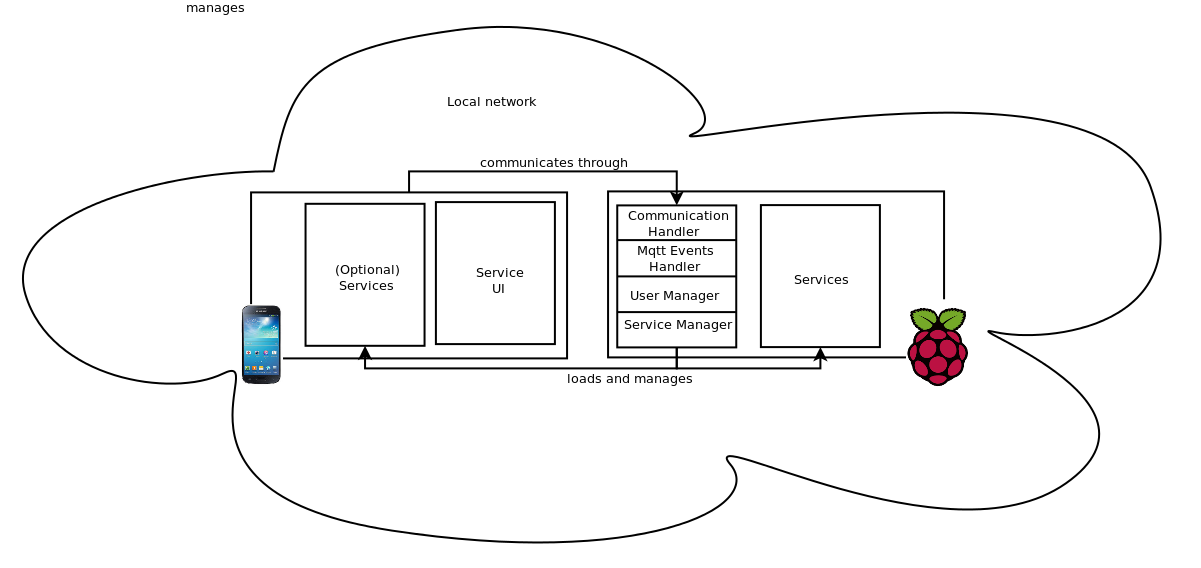 manages
Local network
communicates through
(Optional)
Services
Service
UI
Communication
Handler
Mqtt Events
Handler
User Manager
Service Manager
Services
loads and manages